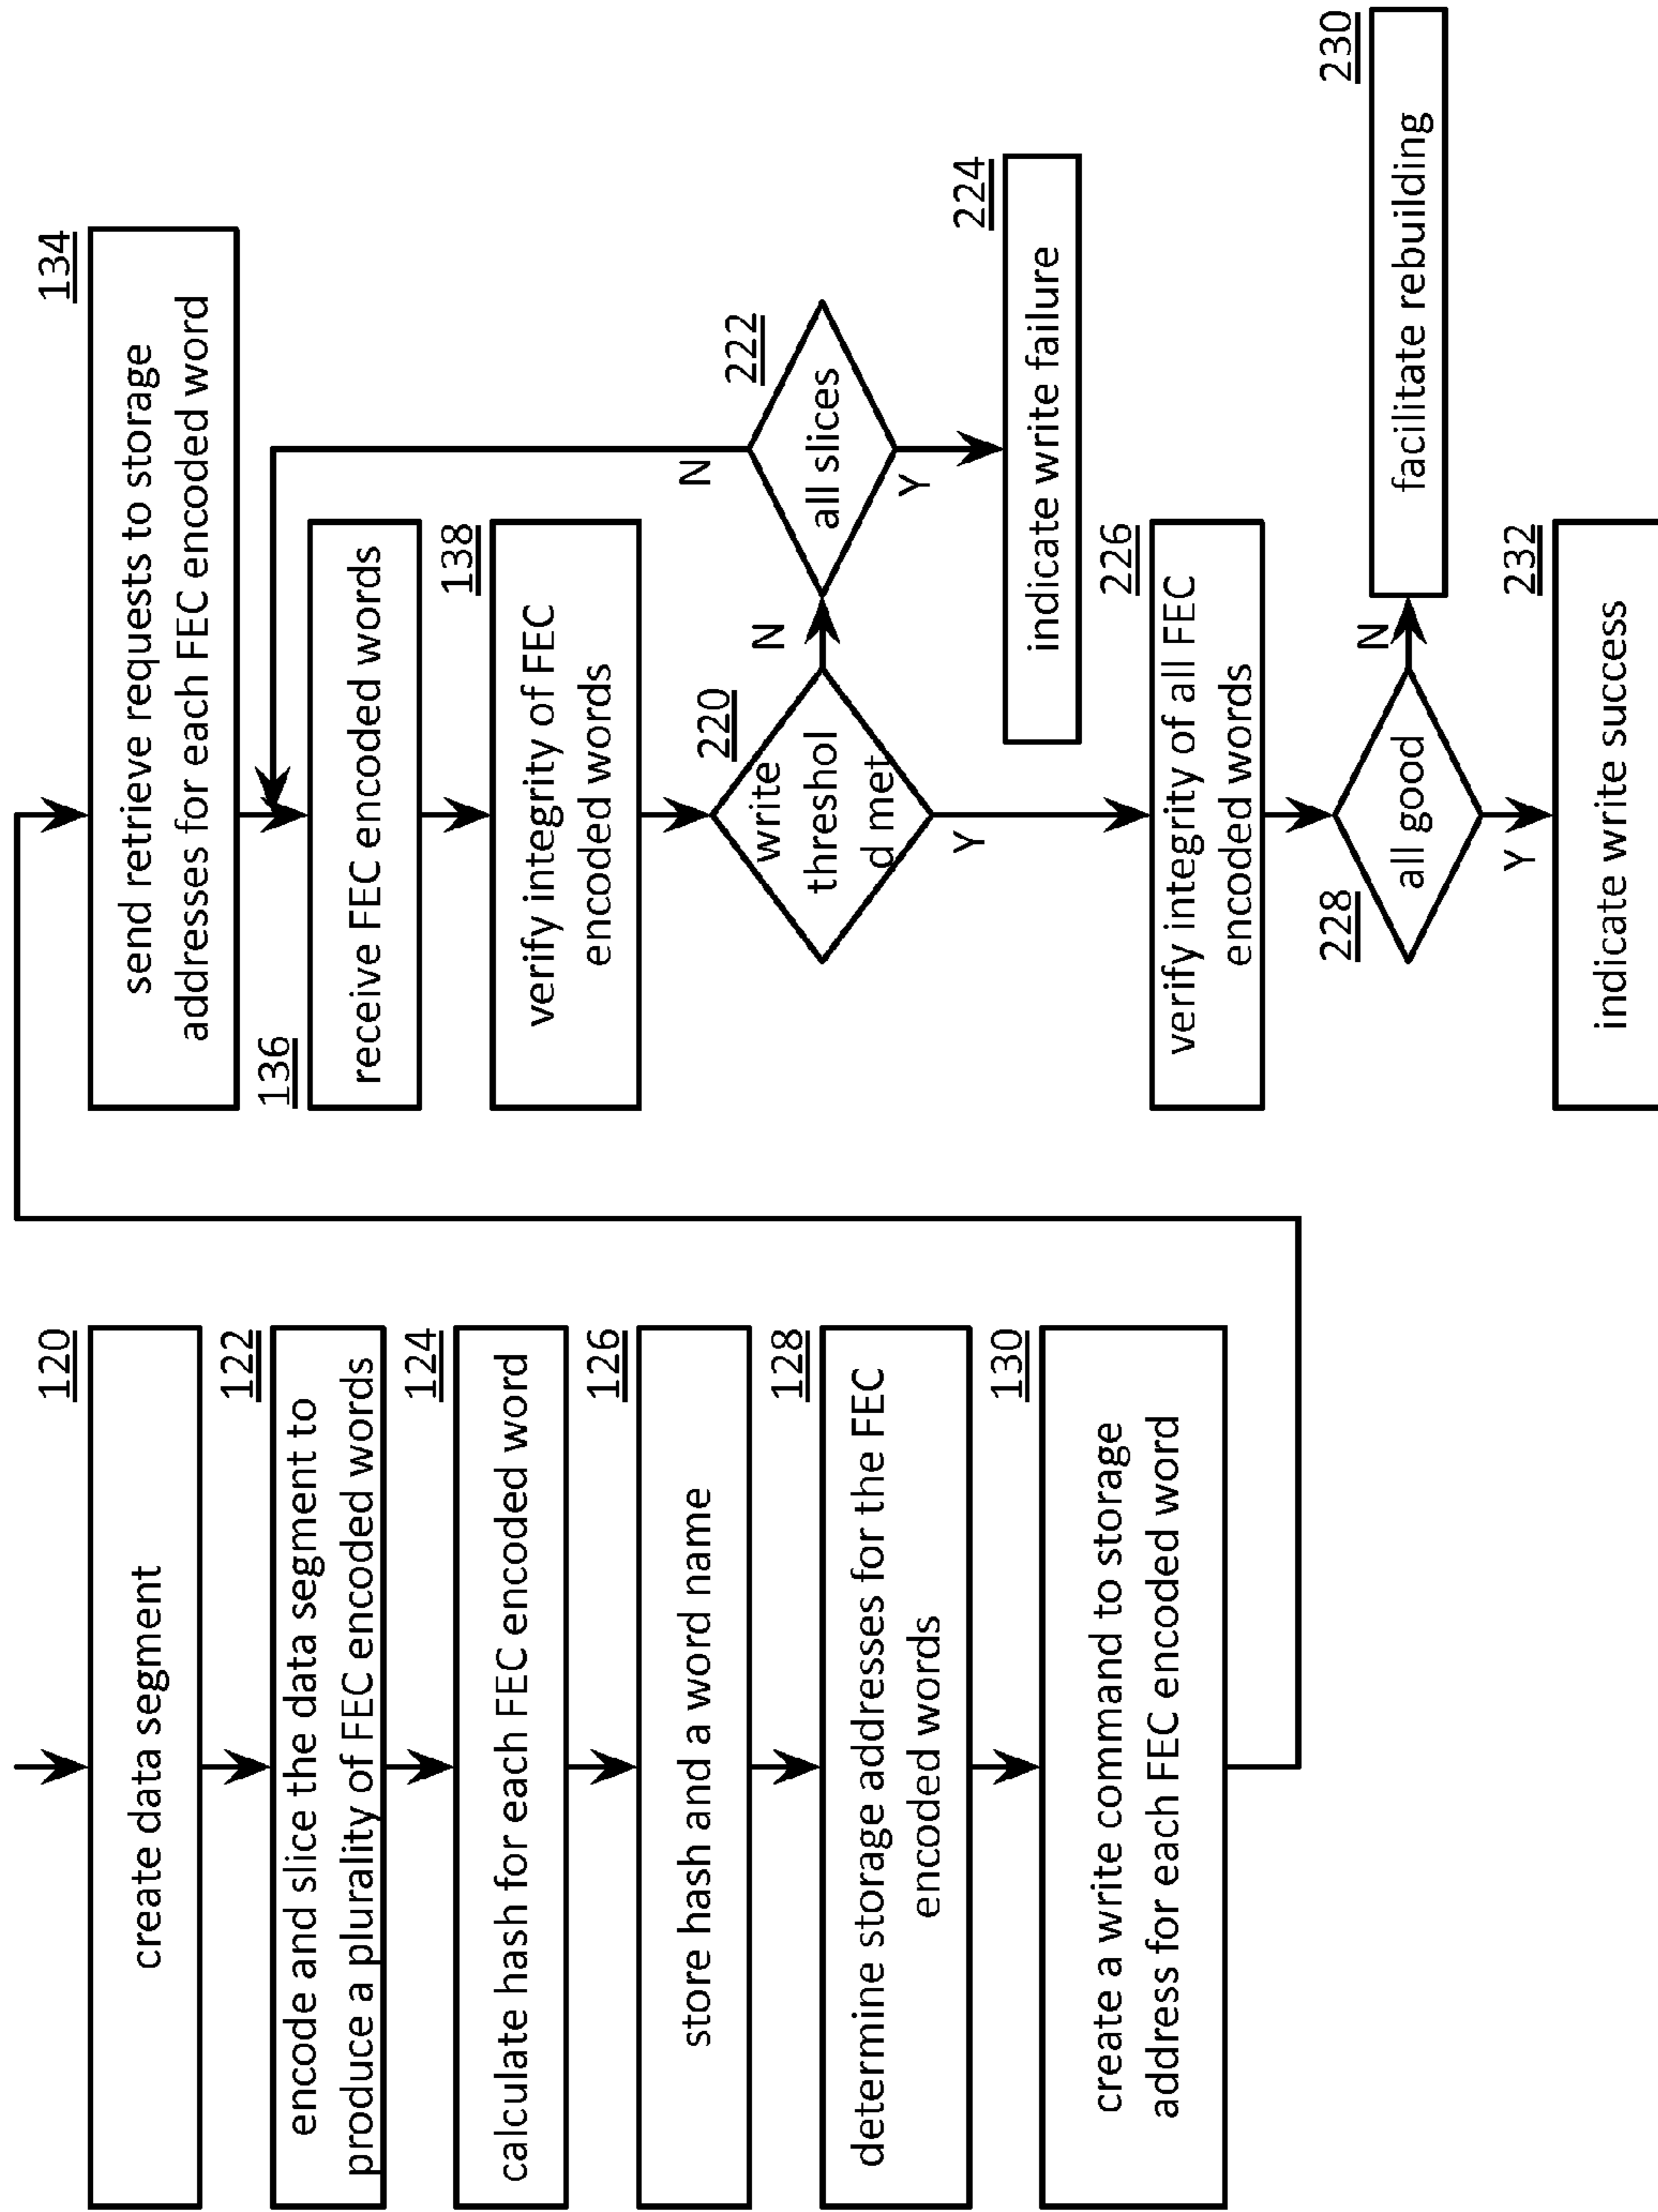 120
create data segment
122
encode and slice the data segment to
produce a plurality of FEC encoded words
124
calculate hash for each FEC encoded word
126
store hash and a word name
128
determine storage addresses for the FEC
encoded words
130
create a write command to storage
address for each FEC encoded word
134
send retrieve requests to storage
addresses for each FEC encoded word
136
receive FEC encoded words
138
verify integrity of FEC
encoded words
220
write
threshol
d met
N
Y
222
all slices
N
Y
224
indicate write failure
226
verify integrity of all FEC
encoded words
228
all good
N
Y
230
facilitate rebuilding
232
indicate write success